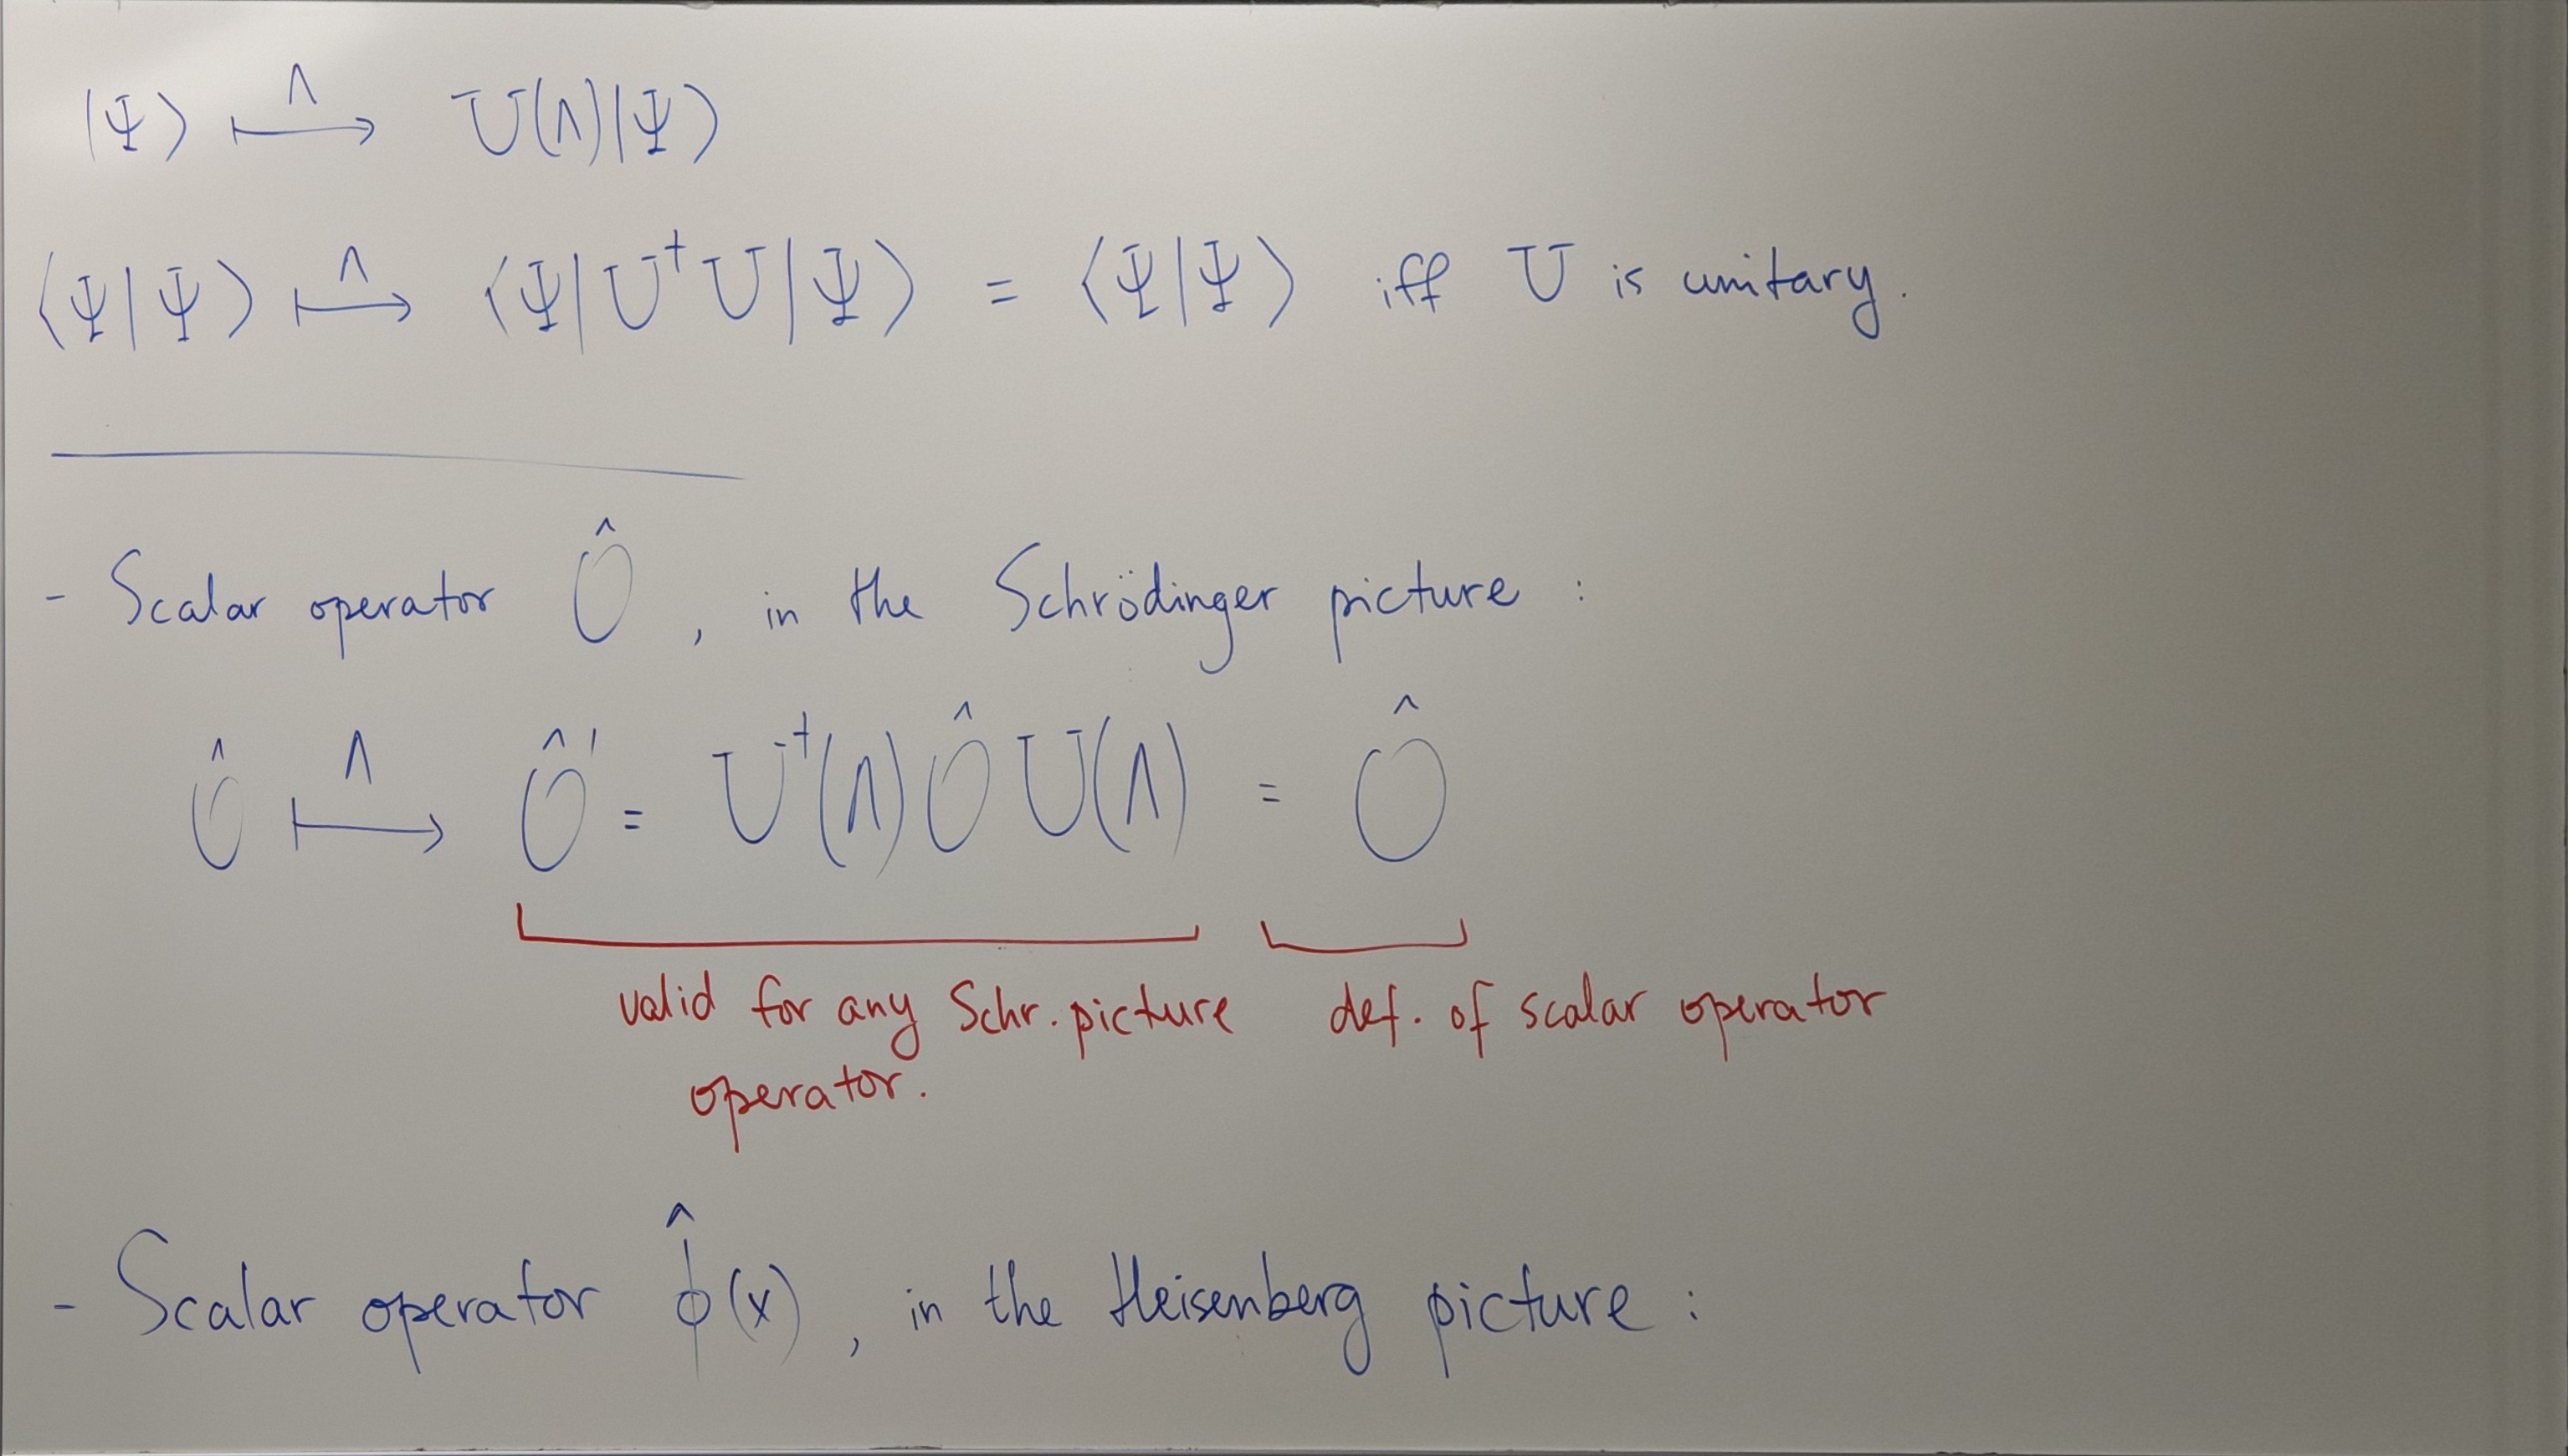 |Ψ⟩ ⟼^Λ U(Λ)|Ψ⟩
⟨Ψ|Ψ⟩ ⟼^Λ ⟨Ψ|U†U|Ψ⟩ = ⟨Ψ|Ψ⟩ iff U is unitary.
- Scalar operator Ô, in the Schrödinger picture :
Ô ⟼^Λ Ô' = U†(Λ) Ô U(Λ) = Ô
valid for any Schr. picture def. of scalar operator
operator.
- Scalar operator ϕ̂(x), in the Heisenberg picture :